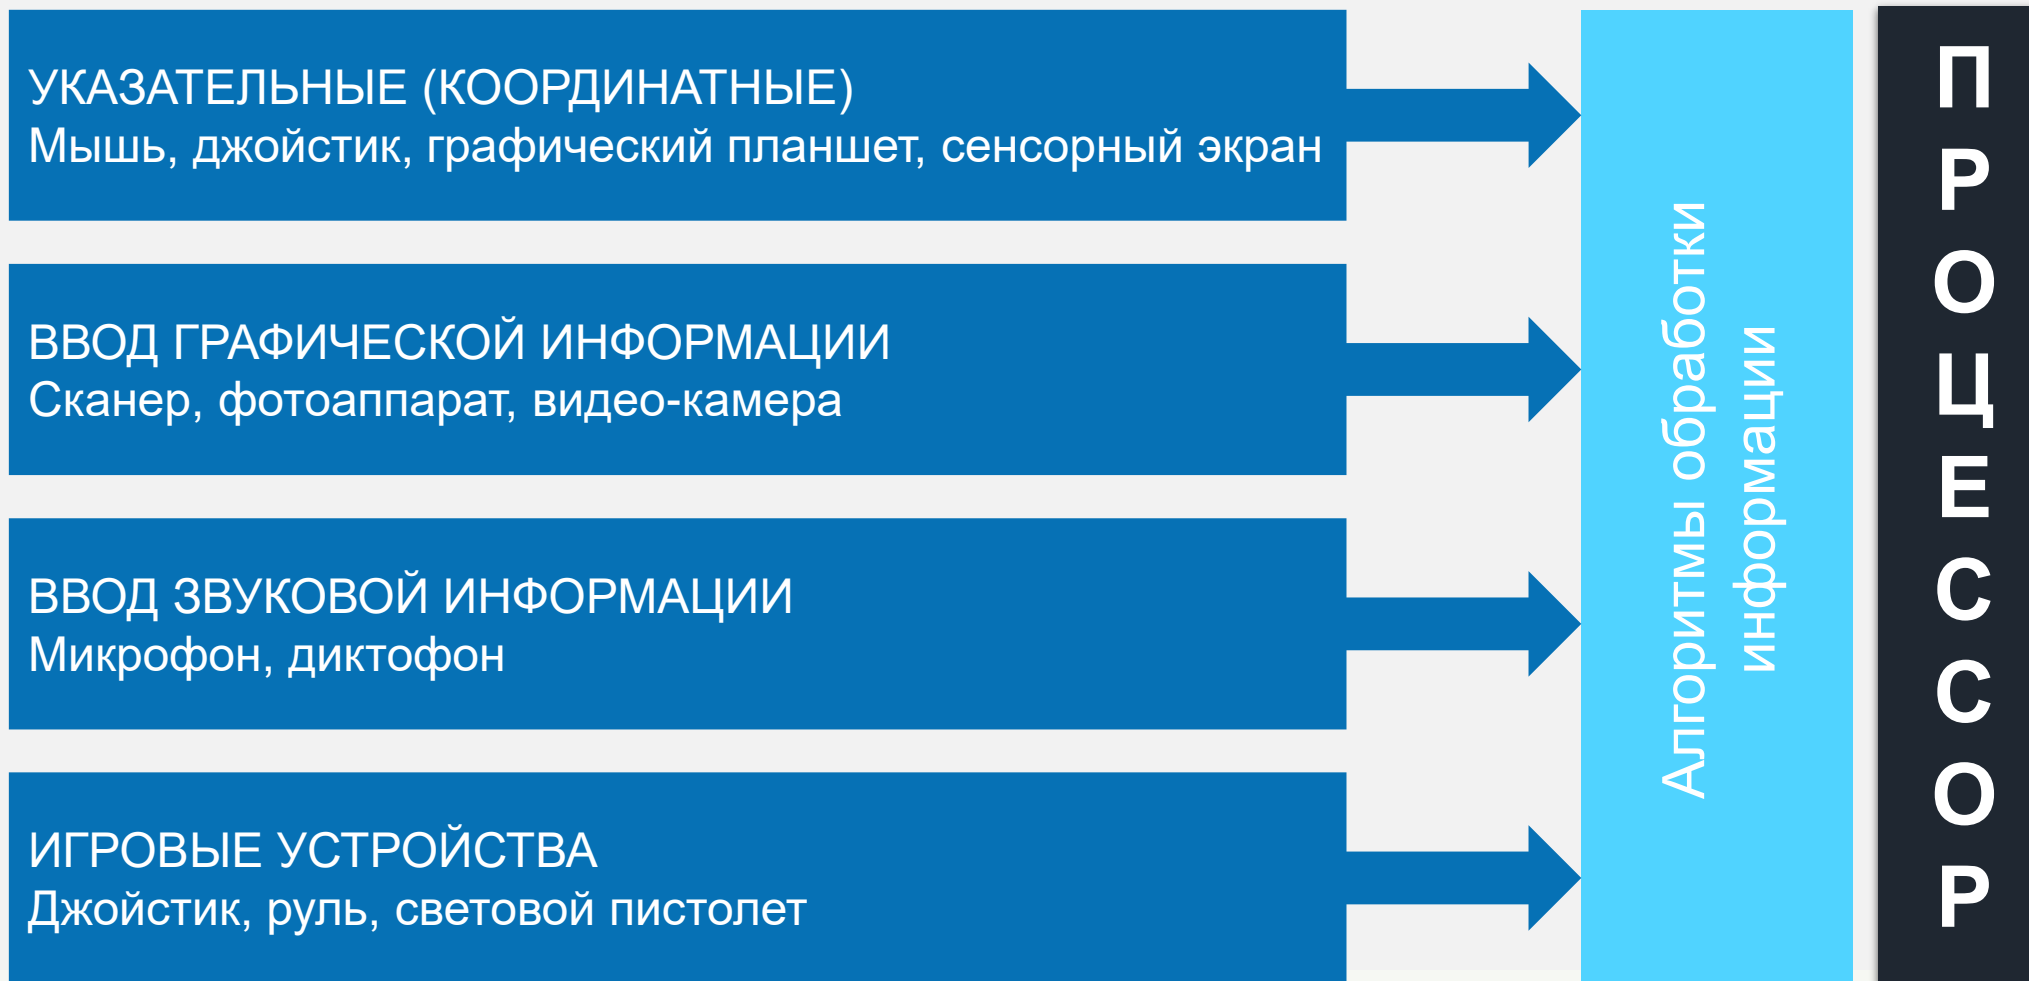 УКАЗАТЕЛЬНЫЕ (КООРДИНАТНЫЕ)
Мышь, джойстик, графический планшет, сенсорный экран
ВВОД ГРАФИЧЕСКОЙ ИНФОРМАЦИИ
Сканер, фотоаппарат, видео-камера
ВВОД ЗВУКОВОЙ ИНФОРМАЦИИ
Микрофон, диктофон
ИГРОВЫЕ УСТРОЙСТВА
Джойстик, руль, световой пистолет
Алгоритмы обработки
информации
ПРОЦЕССОР